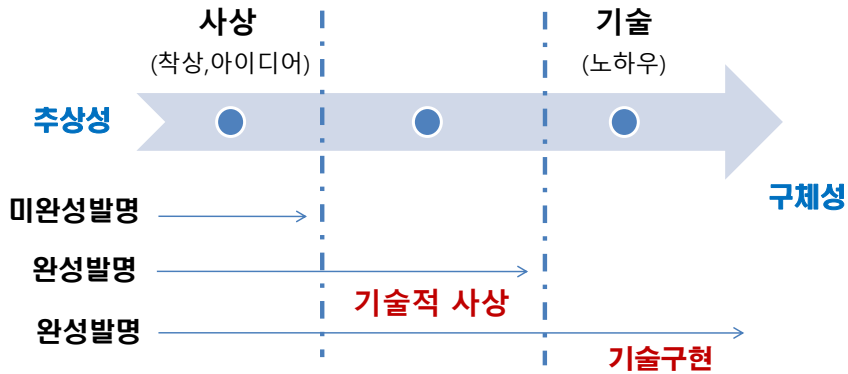 사상
(착상,아이디어)
기술
(노하우)
추상성
구체성
미완성발명
완성발명
기술적 사상
완성발명
기술구현